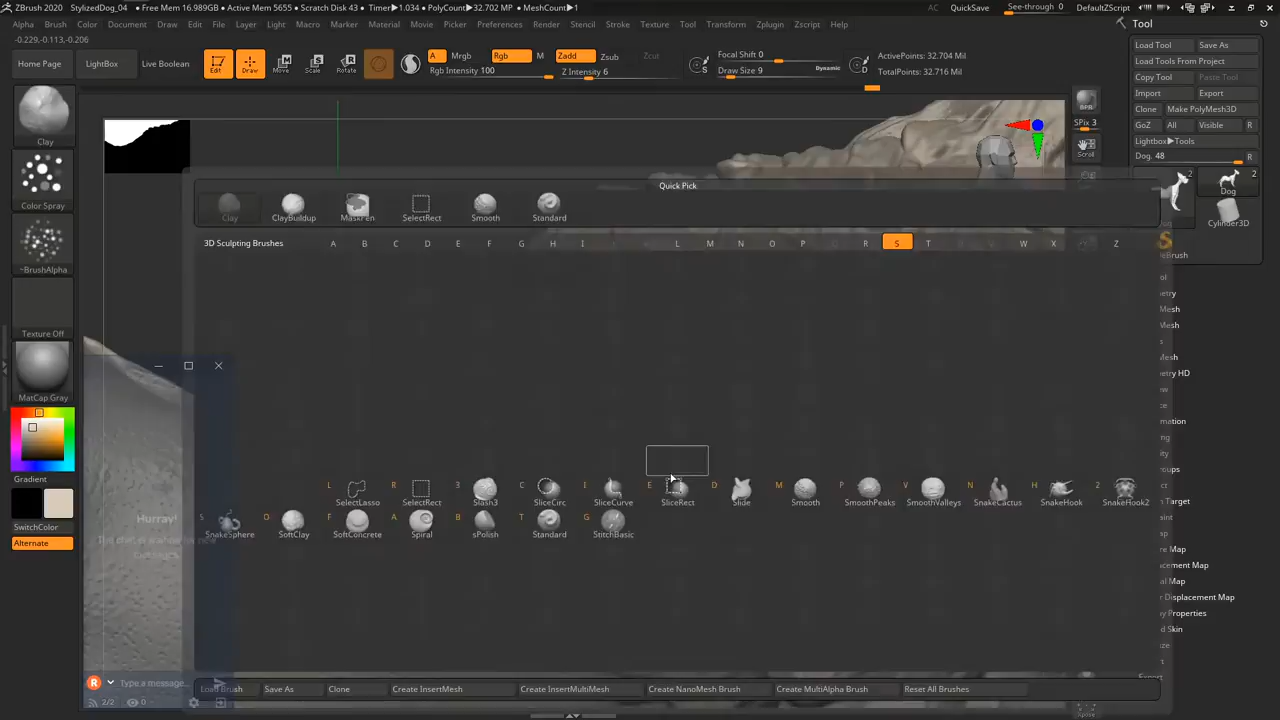 ZBrush 2020 StylizedDog_04 • Free Mem 16.989GB • Active Mem 5655 • Scratch Disk 43 • Timer▸1.034 • PolyCount▸32.702 MP • MeshCount▸1
AC QuickSave See-through 0 DefaultZScript
Alpha Brush Color Document Draw Edit File Layer Light Macro Marker Material Movie Picker Preferences Render Stencil Stroke Texture Tool Transform Zplugin Zscript Help
-0.229,-0.113,-0.206
Home Page LightBox Live Boolean
Edit Draw Move Scale Rotate
A Mrgb Rgb M Zadd Zsub Zcut
Rgb Intensity 100 Z Intensity 6
Focal Shift 0
Draw Size 9 Dynamic
S D
ActivePoints: 32.704 Mil
TotalPoints: 32.716 Mil
Tool
Load Tool Save As
Load Tools From Project
Copy Tool Paste Tool
Import Export
Clone Make PolyMesh3D
GoZ All Visible R
Lightbox▸Tools
Dog. 48 R
2 2
Dog
Cylinder3D
BPR
SPix 3
Scroll
Clay
Color Spray
~BrushAlpha
Texture Off
MatCap Gray
Gradient
SwitchColor
Alternate
Quick Pick
Clay ClayBuildup MaskPen SelectRect Smooth Standard
3D Sculpting Brushes A B C D E F G H I L M N O P R S T W X Z
L R 3 C I E D M P V N H 2
SelectLasso SelectRect Slash3 SliceCirc SliceCurve SliceRect Slide Smooth SmoothPeaks SmoothValleys SnakeCactus SnakeHook SnakeHook2
S O F A B T G
SnakeSphere SoftClay SoftConcrete Spiral sPolish Standard StitchBasic
Hurray!
R Type a message...
2/2 0
Load Brush Save As Clone Create InsertMesh Create InsertMultiMesh Create NanoMesh Brush Create MultiAlpha Brush Reset All Brushes